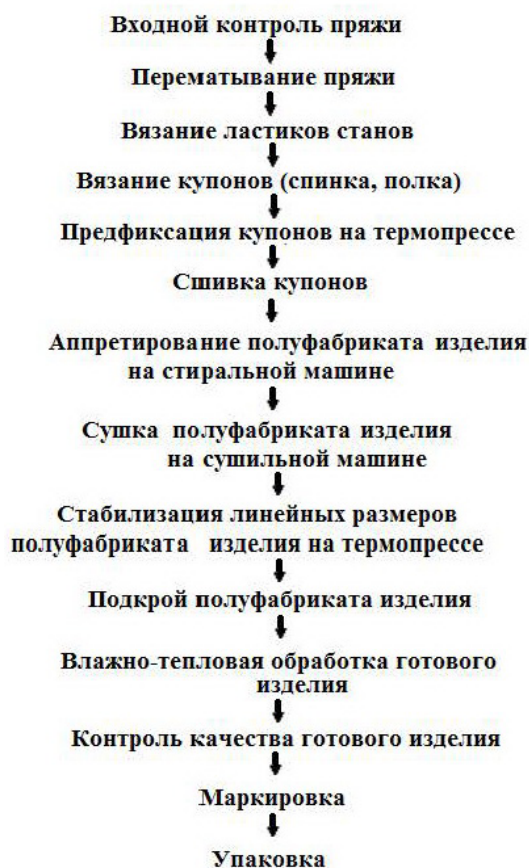 Входной контроль пряжи
Перематывание пряжи
Вязание ластиков станов
Вязание купонов (спинка, полка)
Предфиксация купонов на термопрессе
Сшивка купонов
Аппретирование полуфабриката изделия
на стиральной машине
Сушка полуфабриката изделия
на сушильной машине
Стабилизация линейных размеров
полуфабриката изделия на термопрессе
Подкрой полуфабриката изделия
Влажно-тепловая обработка готового
изделия
Контроль качества готового изделия
Маркировка
Упаковка